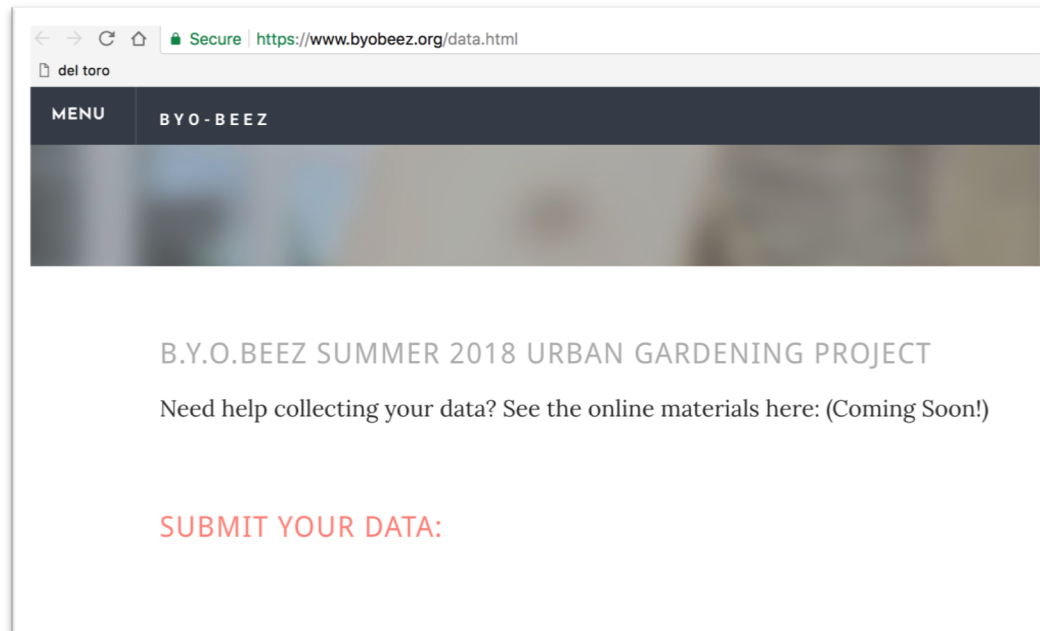 Secure https://www.byobeez.org/data.html
del toro
MENU BYO-BEEZ
B.Y.O.BEEZ SUMMER 2018 URBAN GARDENING PROJECT
Need help collecting your data? See the online materials here: (Coming Soon!)
SUBMIT YOUR DATA: